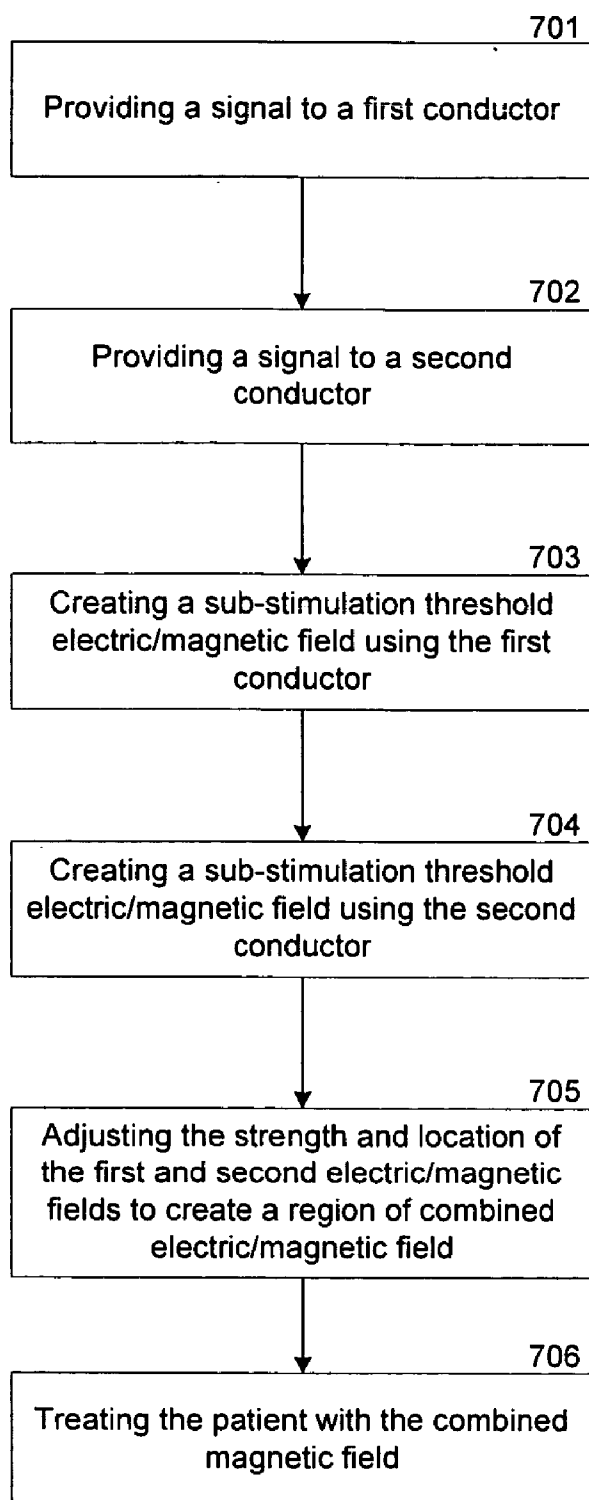 701
Providing a signal to a first conductor
702
Providing a signal to a second
conductor
703
Creating a sub-stimulation threshold
electric/magnetic field using the first
conductor
704
Creating a sub-stimulation threshold
electric/magnetic field using the second
conductor
705
Adjusting the strength and location of
the first and second electric/magnetic
fields to create a region of combined
electric/magnetic field
706
Treating the patient with the combined
magnetic field